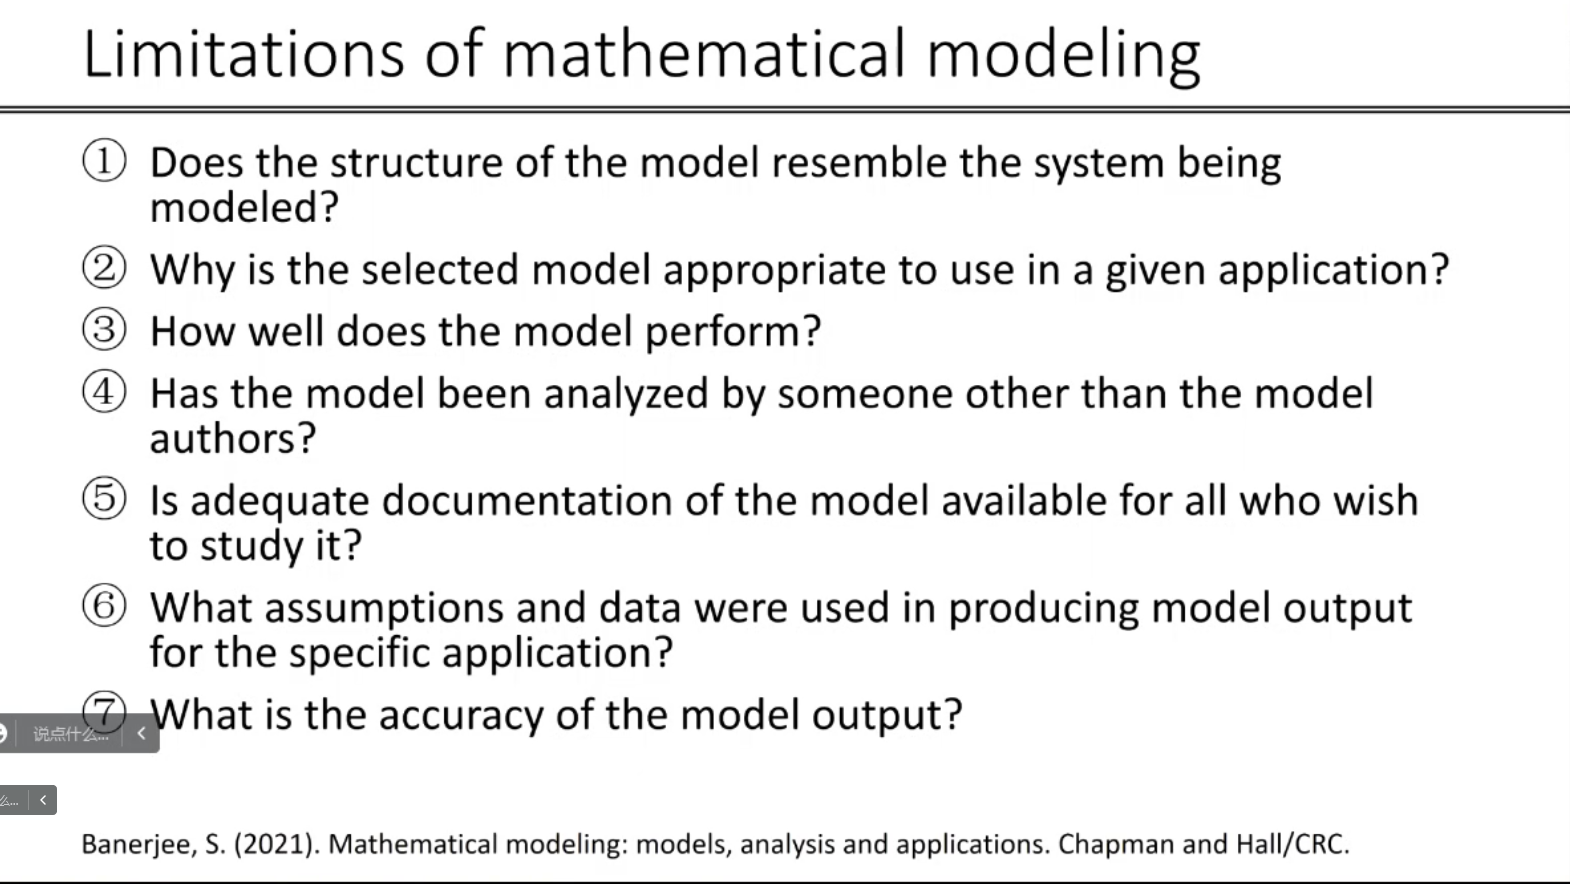 Limitations of mathematical modeling
① Does the structure of the model resemble the system being
modeled?
② Why is the selected model appropriate to use in a given application?
③ How well does the model perform?
④ Has the model been analyzed by someone other than the model
authors?
⑤ Is adequate documentation of the model available for all who wish
to study it?
⑥ What assumptions and data were used in producing model output
for the specific application?
⑦ What is the accuracy of the model output?
说点什么...
么...
Banerjee, S. (2021). Mathematical modeling: models, analysis and applications. Chapman and Hall/CRC.